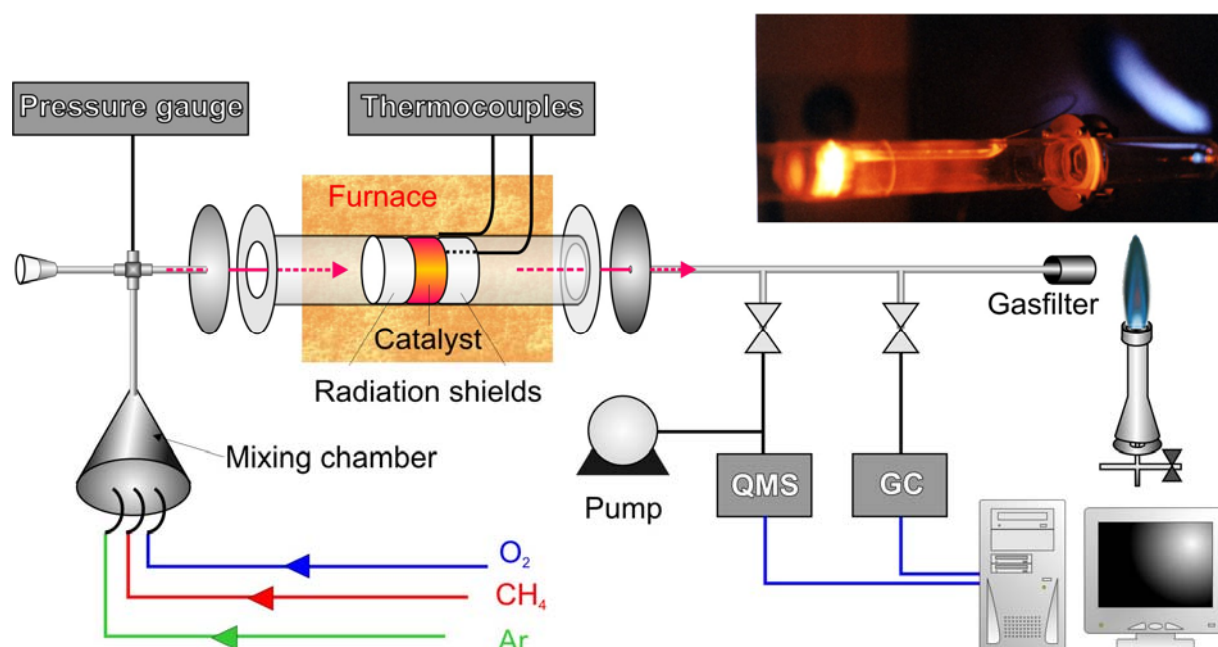 Pressure gauge
Thermocouples
Furnace
Catalyst
Radiation shields
Gasfilter
Mixing chamber
Pump
QMS
GC
O₂
CH₄
Ar